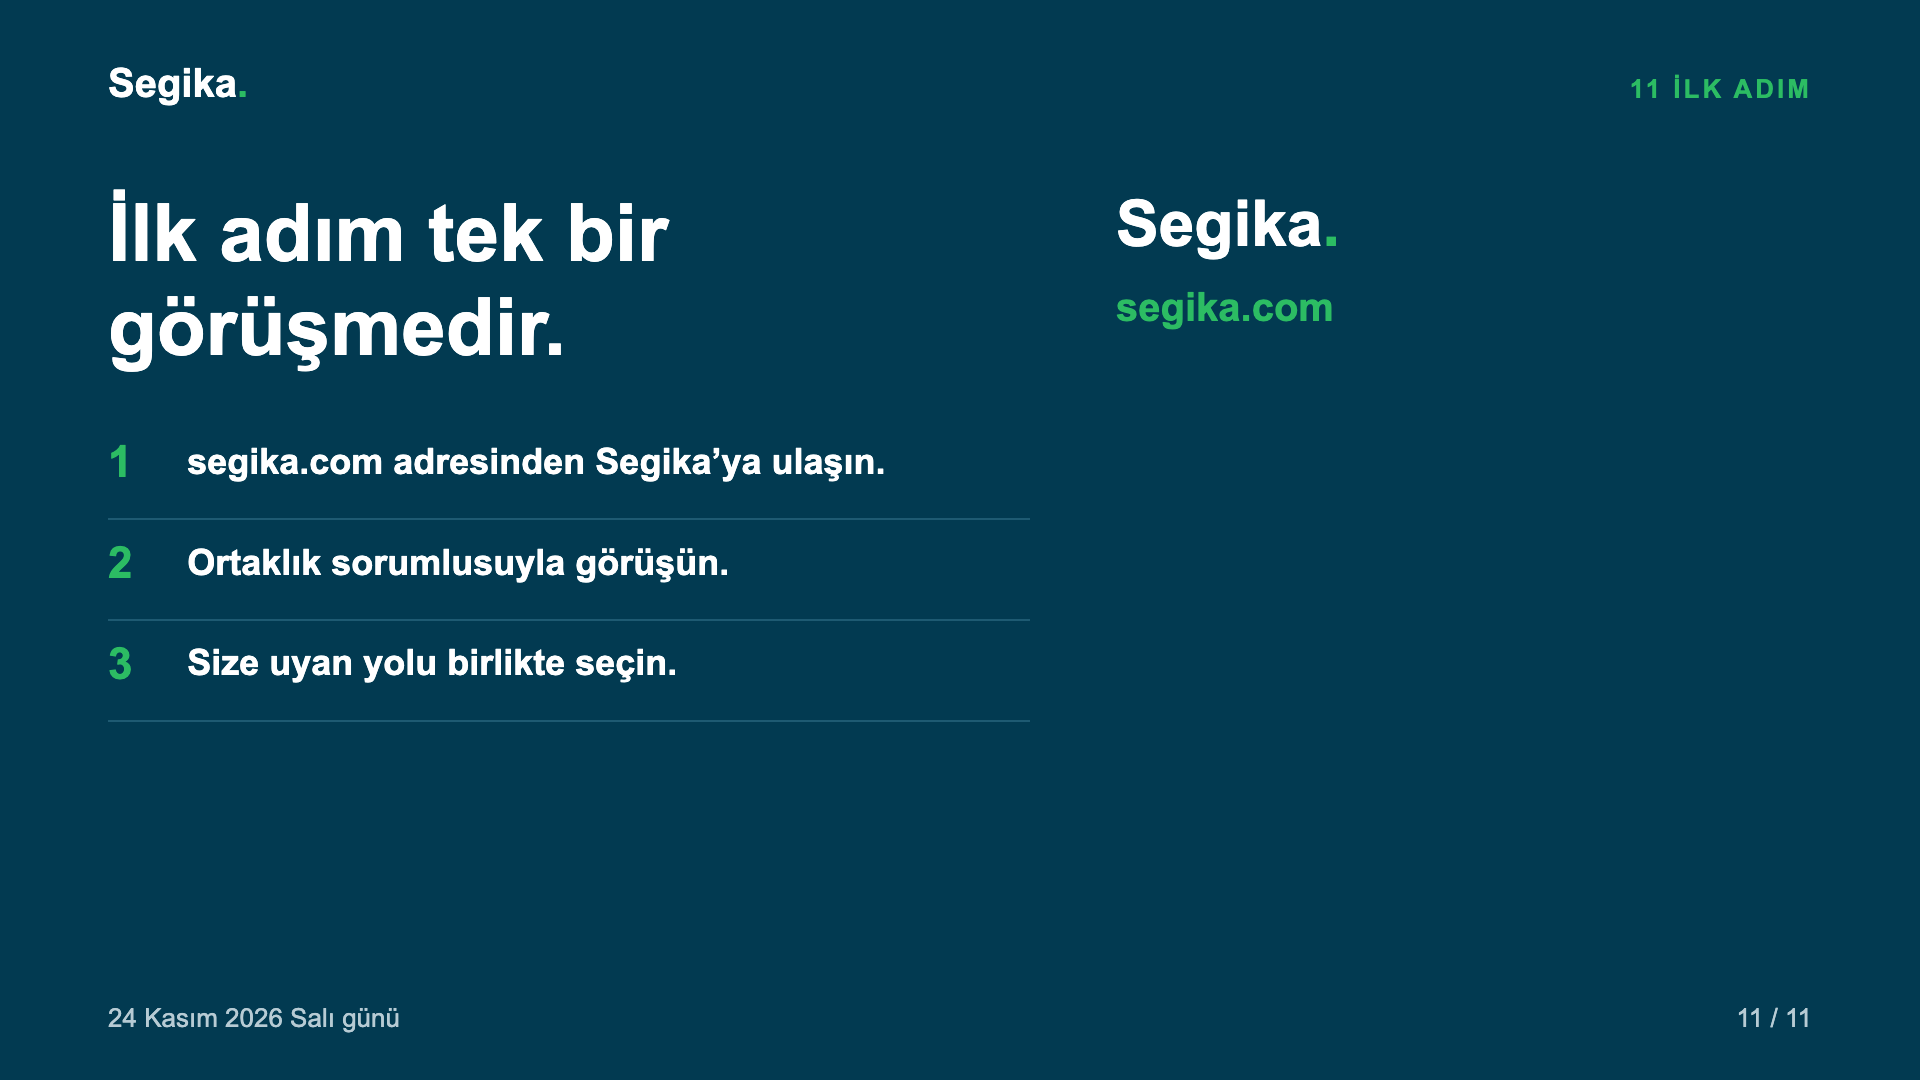 Segika.
11 İLK ADIM
İlk adım tek bir
görüşmedir.
Segika.
segika.com
1 segika.com adresinden Segika’ya ulaşın.
2 Ortaklık sorumlusuyla görüşün.
3 Size uyan yolu birlikte seçin.
24 Kasım 2026 Salı günü
11 / 11